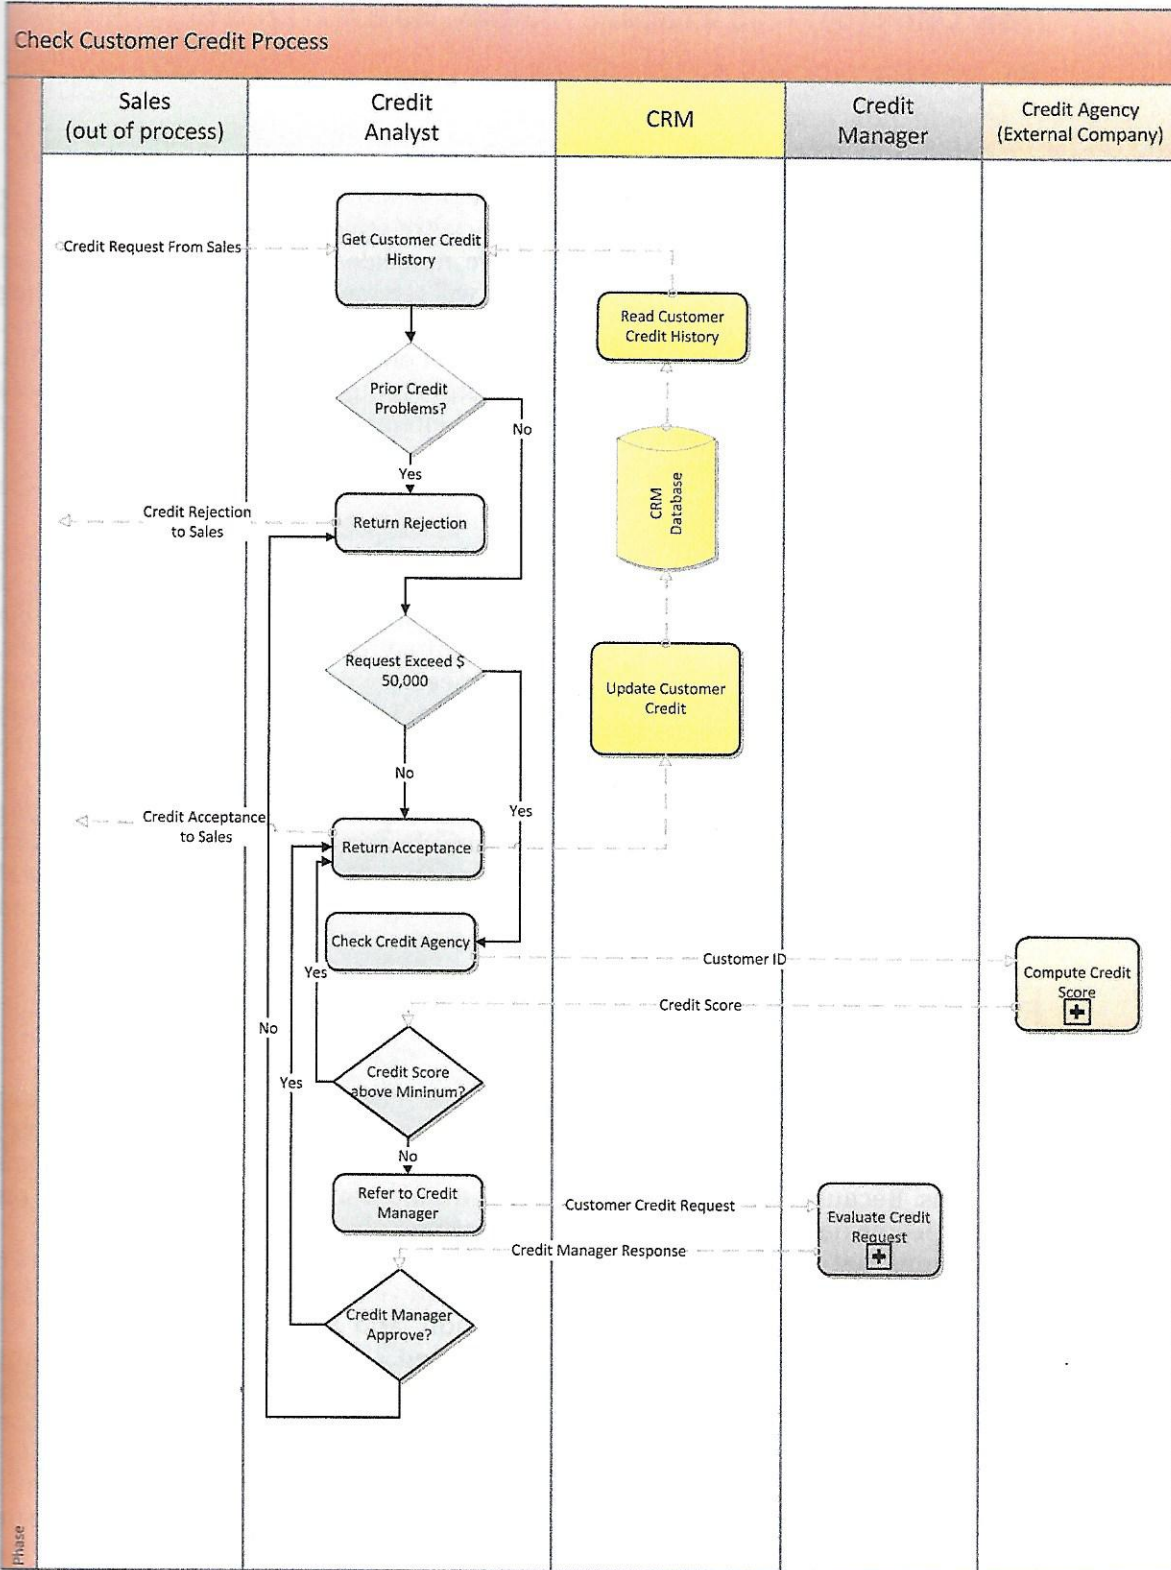 Check Customer Credit Process
Sales
(out of process)
Credit
Analyst
CRM
Credit
Manager
Credit Agency
(External Company)
Credit Request From Sales
Get Customer Credit
History
Read Customer
Credit History
Prior Credit
Problems?
No
Yes
CRM
Database
Credit Rejection
to Sales
Return Rejection
Request Exceed $
50,000
Update Customer
Credit
No
Yes
Credit Acceptance
to Sales
Return Acceptance
Check Credit Agency
Customer ID
Compute Credit
Score
Yes
Credit Score
No
Credit Score
above Mininum?
Yes
No
Refer to Credit
Manager
Customer Credit Request
Evaluate Credit
Request
Credit Manager Response
Credit Manager
Approve?
Phase